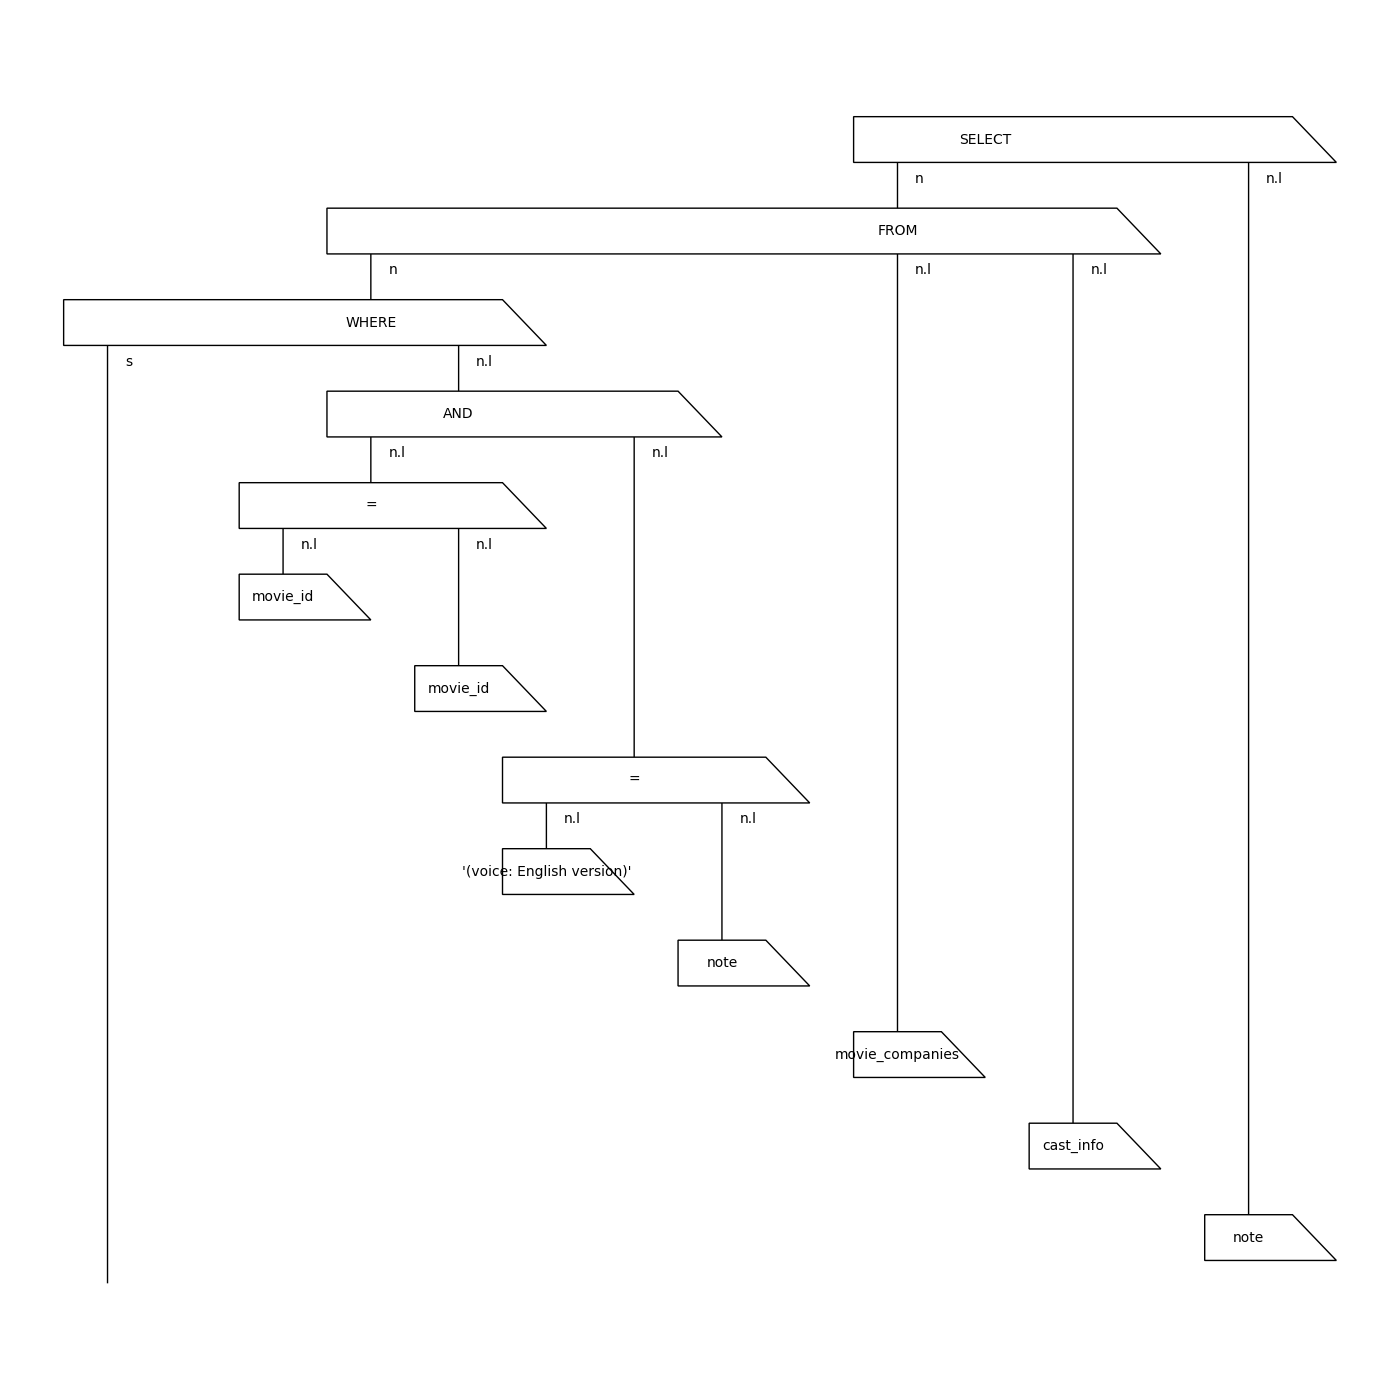 SELECT
n n.l
FROM
n n.l n.l
WHERE
s n.l
AND
n.l n.l
=
n.l n.l
movie_id
movie_id
=
n.l n.l
'(voice: English version)'
note
movie_companies
cast_info
note